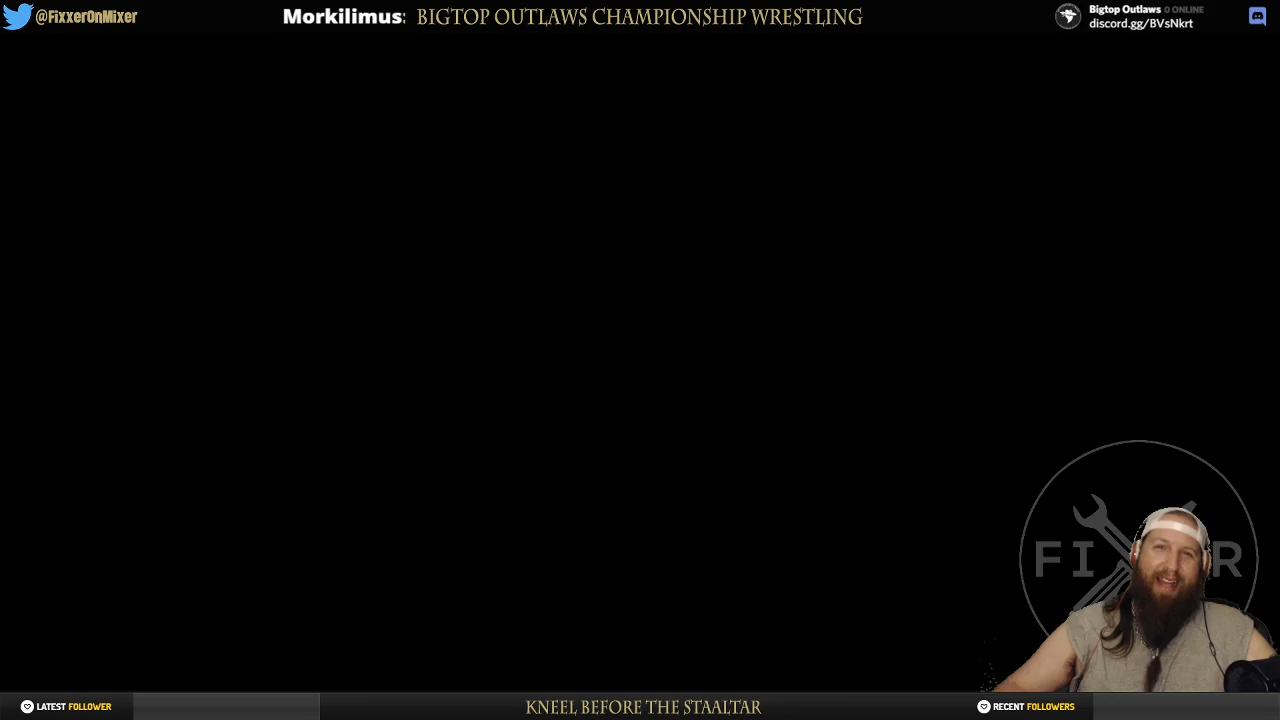 @FixxerOnMixer
Morkilimus: BIGTOP OUTLAWS CHAMPIONSHIP WRESTLING
Bigtop Outlaws 0 ONLINE
discord.gg/BVsNkrt
FI R
LATEST FOLLOWER
KNEEL BEFORE THE STAALTAR
RECENT FOLLOWERS